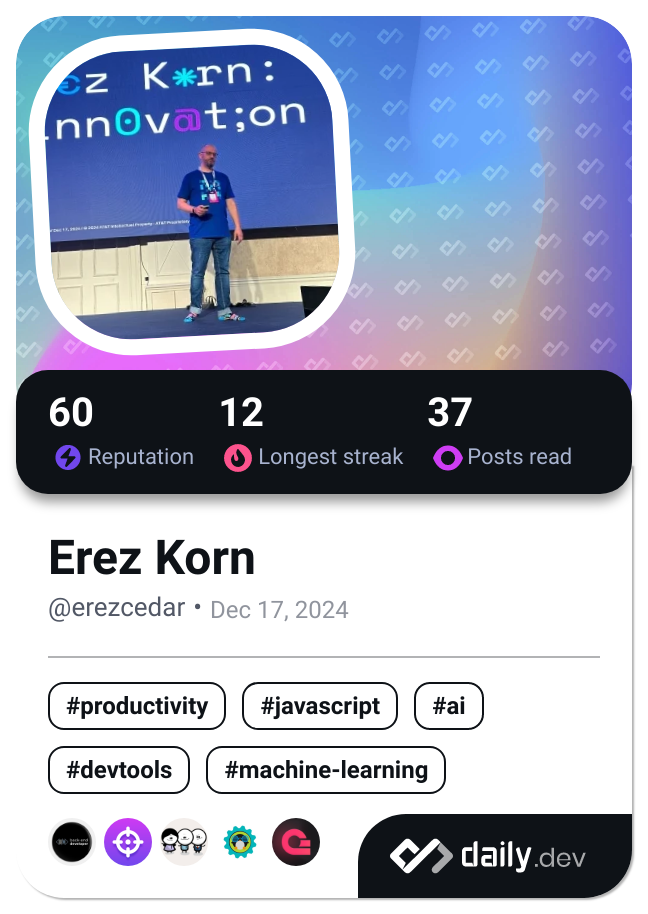 ez K*rn:
nn0v@t;on
60
12
37
Reputation
Longest streak
Posts read
Erez Korn
@erezcedar • Dec 17, 2024
#productivity
#javascript
#ai
#devtools
#machine-learning
daily.dev